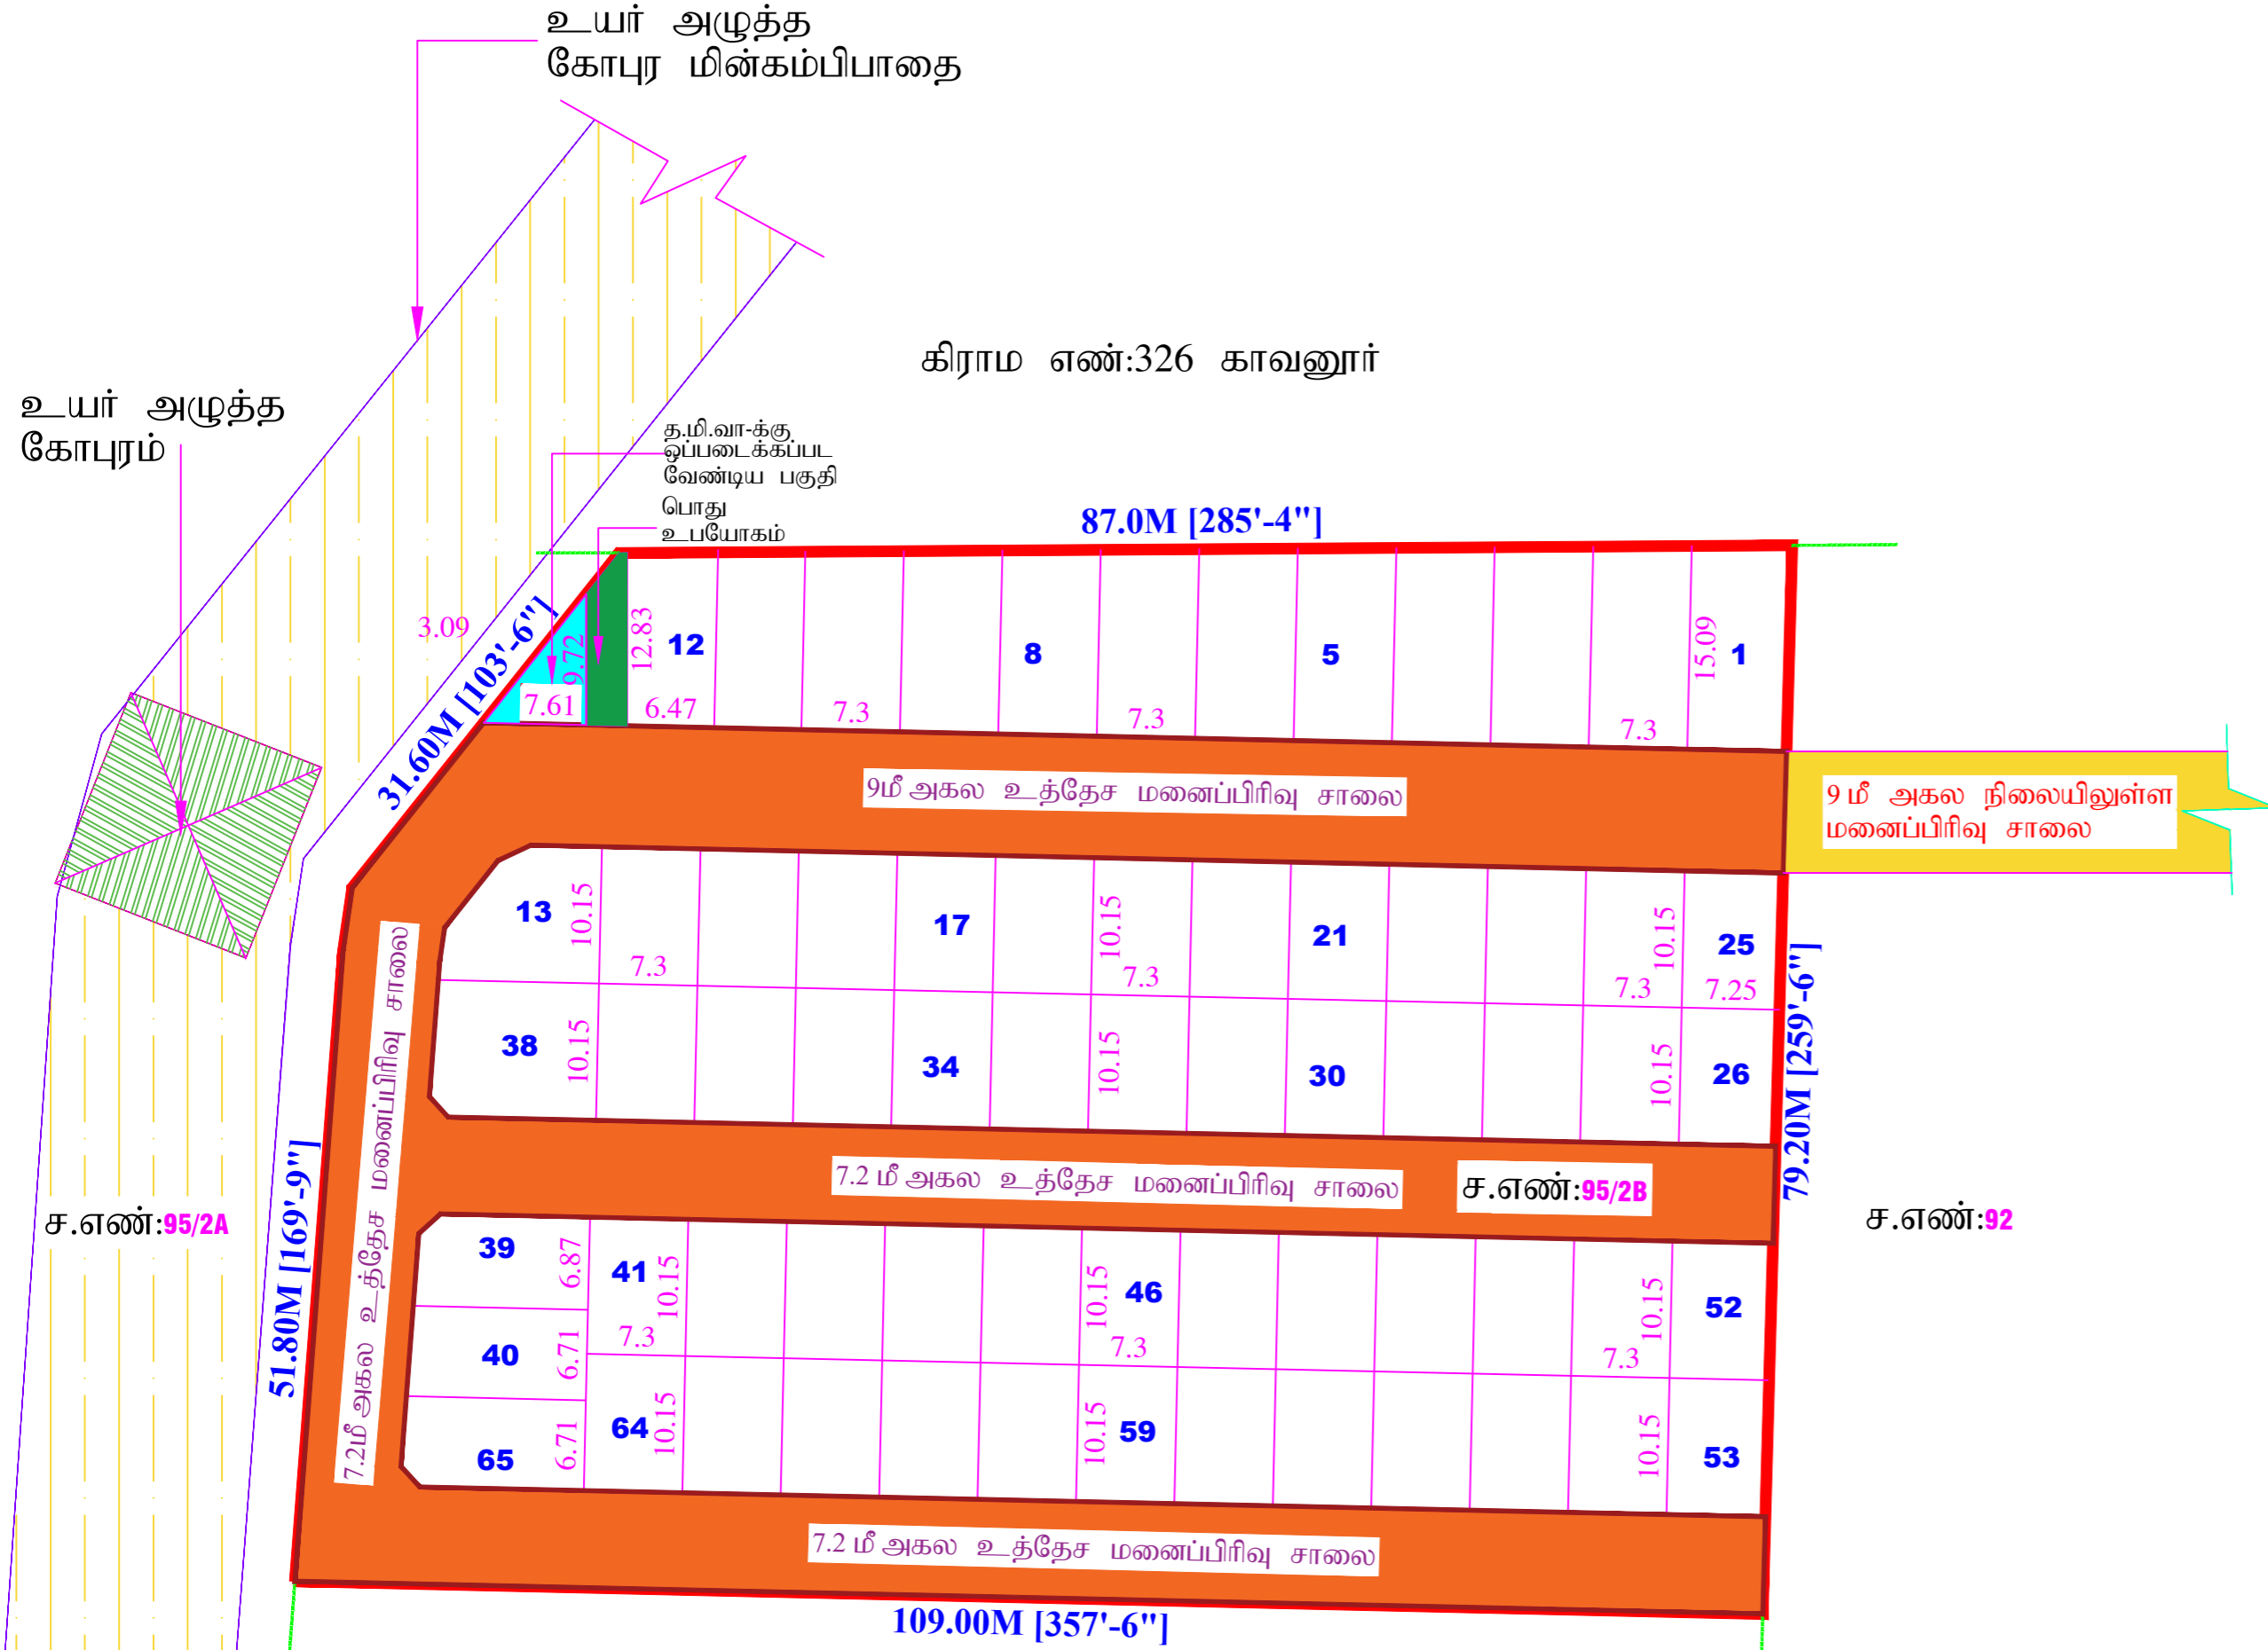 உயர் அழுத்த
கோபுர மின்கம்பிபாதை
கிராம எண்:326 காவனூர்
உயர் அழுத்த
கோபுரம்
த.மி.வா-க்கு
ஒப்படைக்கப்பட
வேண்டிய பகுதி
பொது
உபயோகம்
87.0M [285'-4"]
3.09
31.60M [103'-6"]
9.72
7.61
12.83
12
6.47
7.3
8
7.3
5
7.3
15.09
1
9மீ அகல உத்தேச மனைப்பிரிவு சாலை
9 மீ அகல நிலையிலுள்ள
மனைப்பிரிவு சாலை
13
10.15
7.3
17
10.15
7.3
21
10.15
7.3
25
7.25
38
10.15
34
10.15
30
10.15
26
7.2மீ அகல உத்தேச மனைப்பிரிவு சாலை
79.20M [259'-6"]
7.2 மீ அகல உத்தேச மனைப்பிரிவு சாலை
ச.எண்:95/2B
ச.எண்:95/2A
ச.எண்:92
51.80M [169'-9"]
39
6.87
41
10.15
7.3
10.15
46
7.3
10.15
7.3
52
40
6.71
65
6.71
64
10.15
10.15
59
10.15
53
7.2 மீ அகல உத்தேச மனைப்பிரிவு சாலை
109.00M [357'-6"]